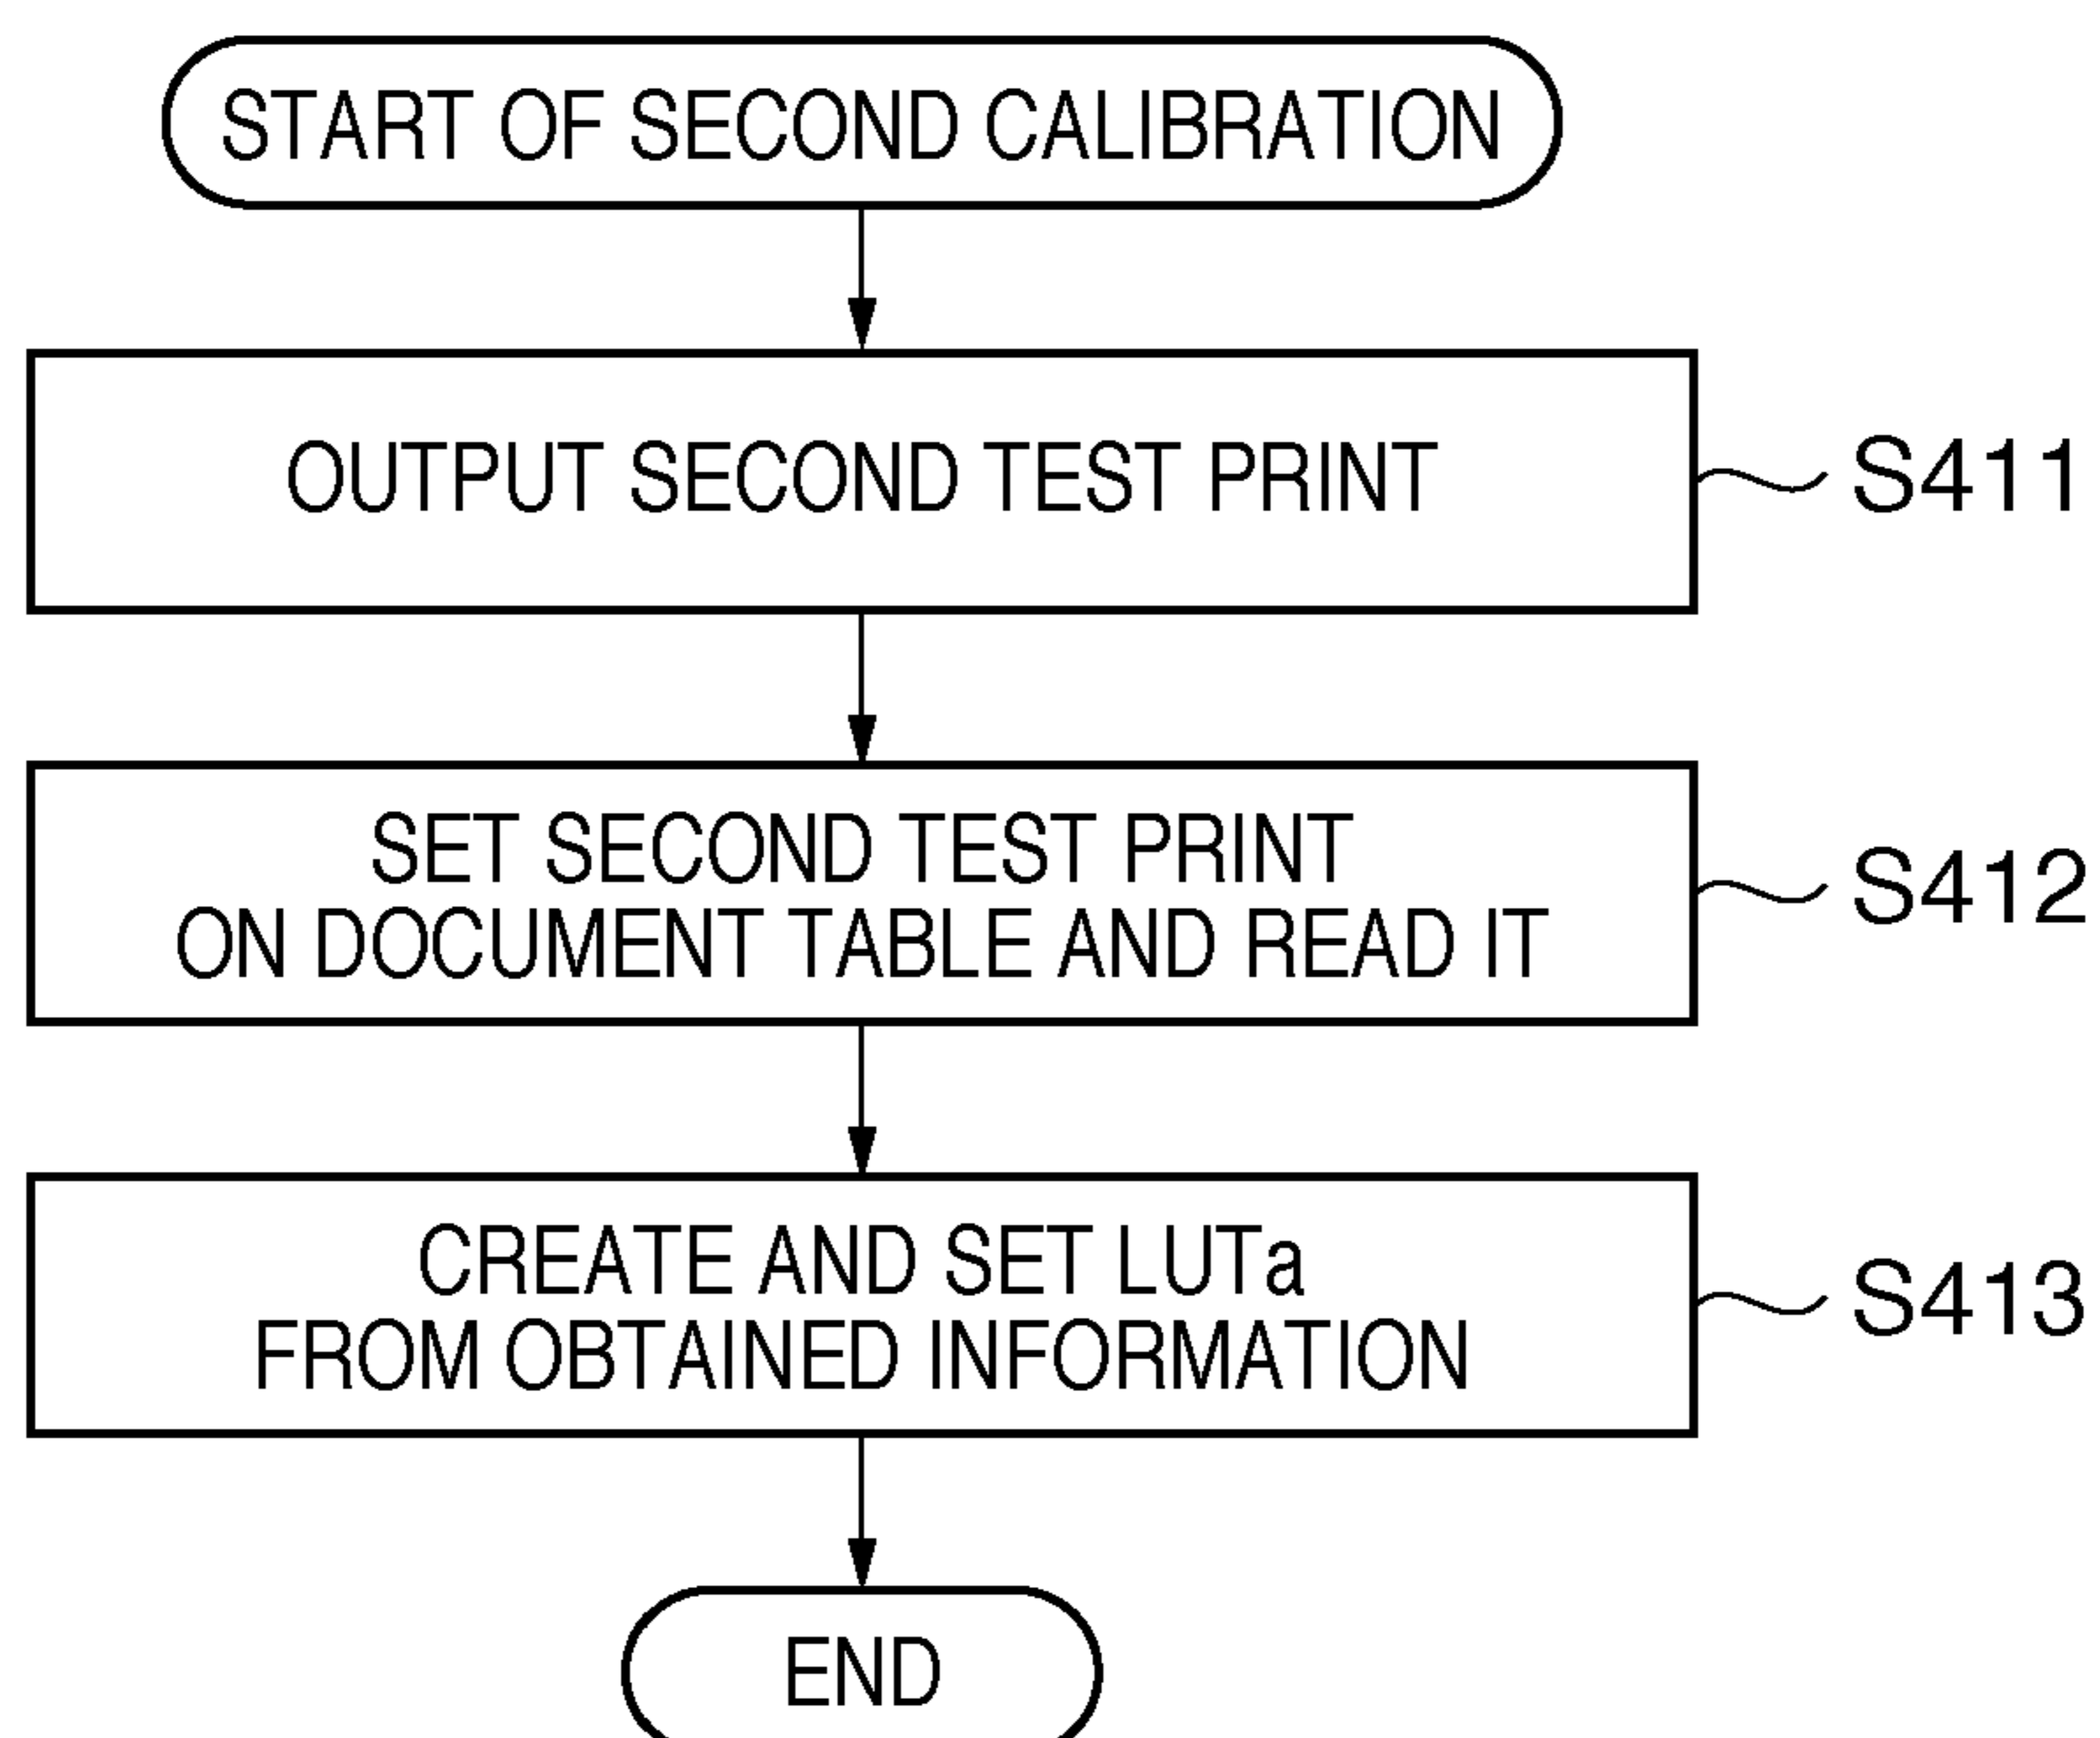 START OF SECOND CALIBRATION
OUTPUT SECOND TEST PRINT
S411
SET SECOND TEST PRINT
ON DOCUMENT TABLE AND READ IT
S412
CREATE AND SET LUTa
FROM OBTAINED INFORMATION
S413
END